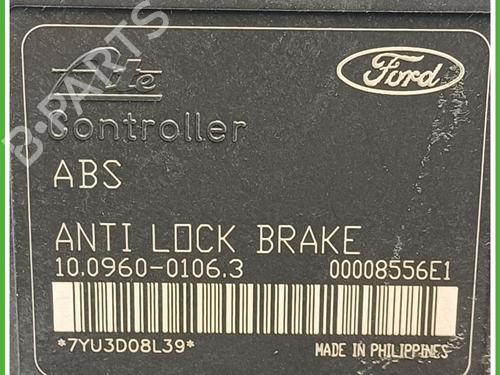 Ate
Ford
Controller
ABS
ANTI LOCK BRAKE
10.0960-0106.3 00008556E1
*7YU3D08L39* MADE IN PHILIPPINES
B-PARTS